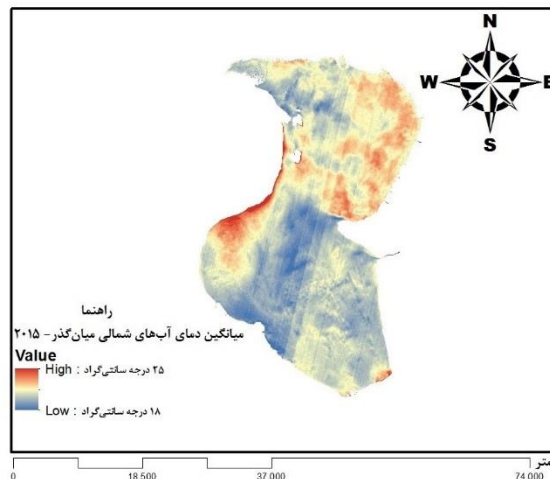 N
W E
S
راهنما
میانگین دمای آب‌های شمالی میان‌گذر - ۲۰۱۵
Value
High : ۲۵ درجه سانتی‌گراد
Low : ۱۸ درجه سانتی‌گراد
متر
0 18 500 37 000 74 000